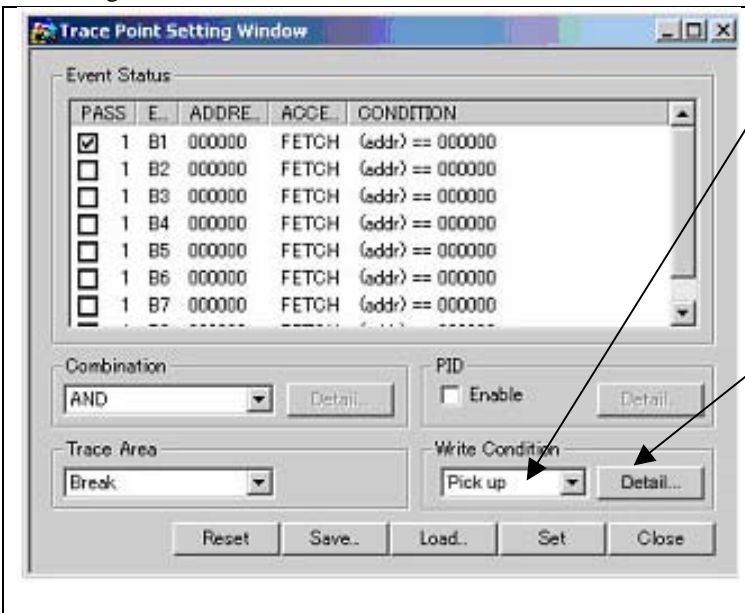 Trace Point Setting Window
Event Status
PASS E.. ADDRE.. ACCE.. CONDITION
1 B1 000000 FETCH (addr) == 000000
1 B2 000000 FETCH (addr) == 000000
1 B3 000000 FETCH (addr) == 000000
1 B4 000000 FETCH (addr) == 000000
1 B5 000000 FETCH (addr) == 000000
1 B6 000000 FETCH (addr) == 000000
1 B7 000000 FETCH (addr) == 000000
Combination
AND Detail...
PID
Enable Detail...
Trace Area
Break
Write Condition
Pick up Detail...
Reset Save.. Load.. Set Close